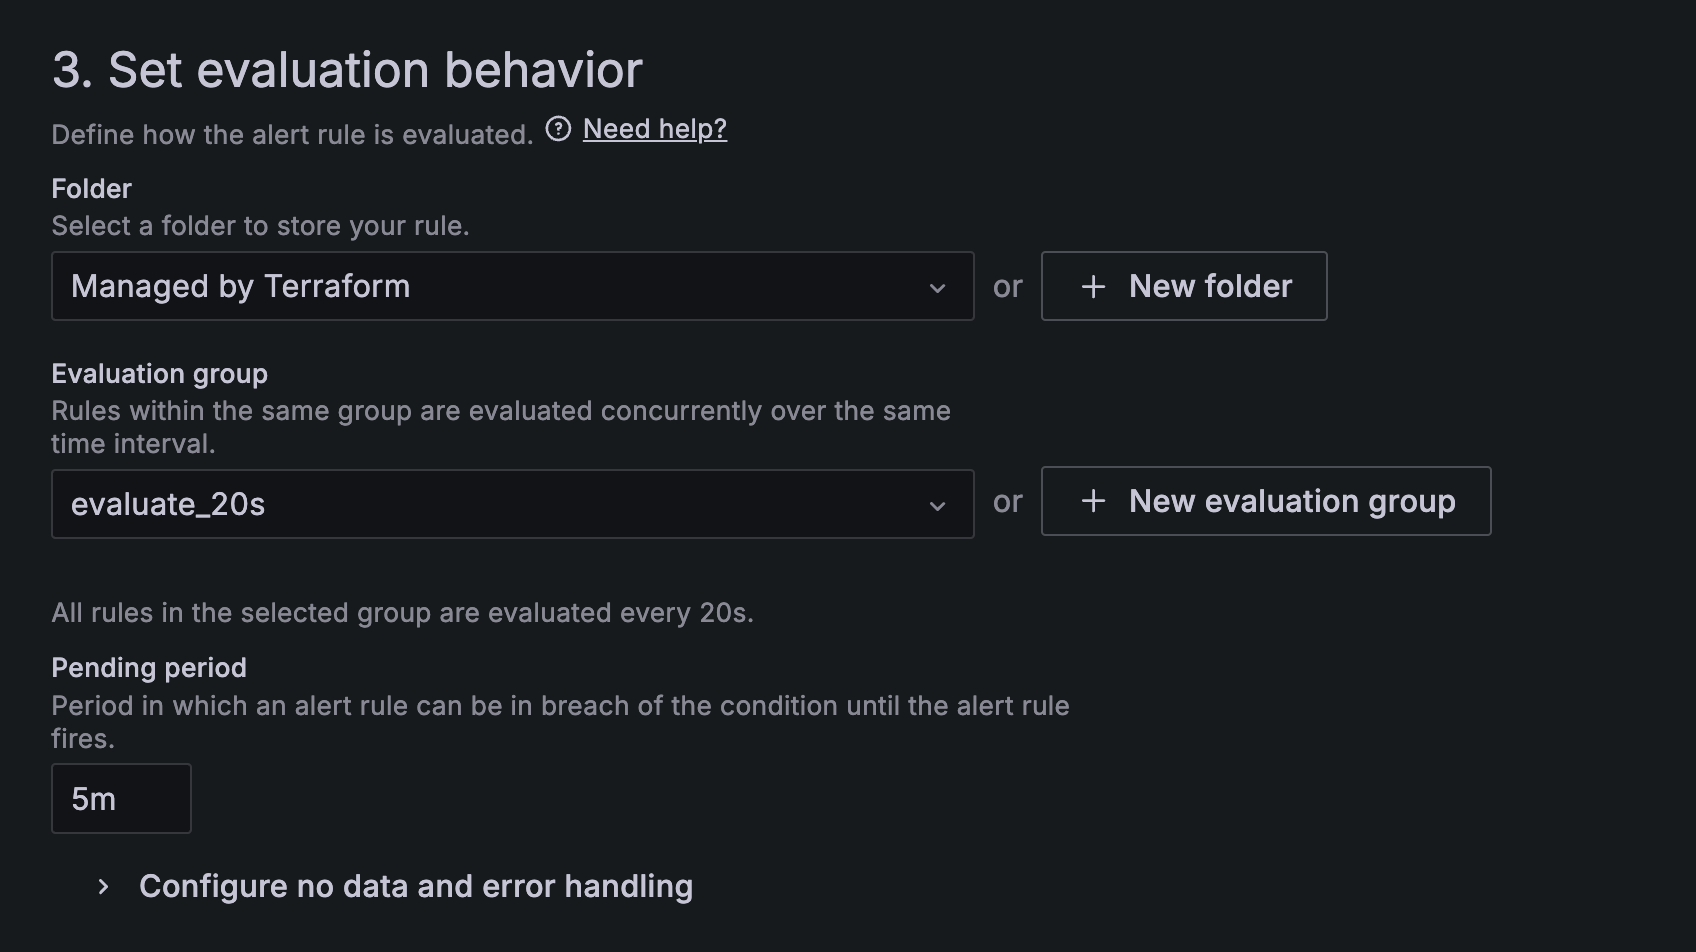 3. Set evaluation behavior
Define how the alert rule is evaluated. Need help?
Folder
Select a folder to store your rule.
Managed by Terraform or + New folder
Evaluation group
Rules within the same group are evaluated concurrently over the same
time interval.
evaluate_20s or + New evaluation group
All rules in the selected group are evaluated every 20s.
Pending period
Period in which an alert rule can be in breach of the condition until the alert rule
fires.
5m
Configure no data and error handling